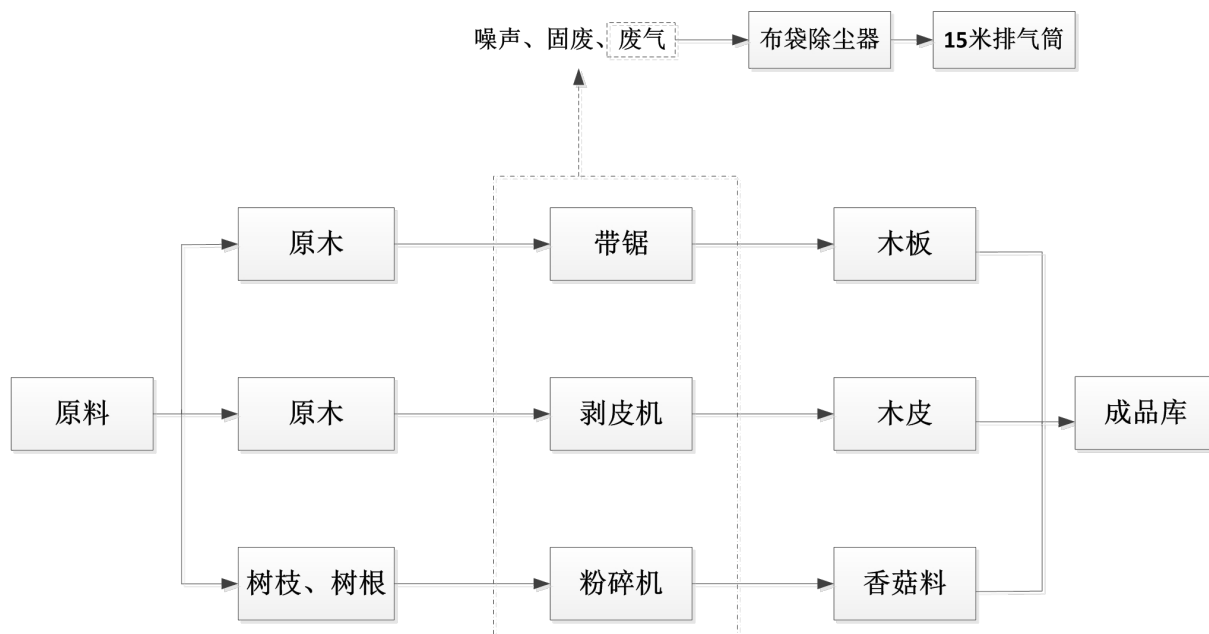 噪声、固废、废气
布袋除尘器
15米排气筒
原木
带锯
木板
原料
原木
剥皮机
木皮
成品库
树枝、树根
粉碎机
香菇料